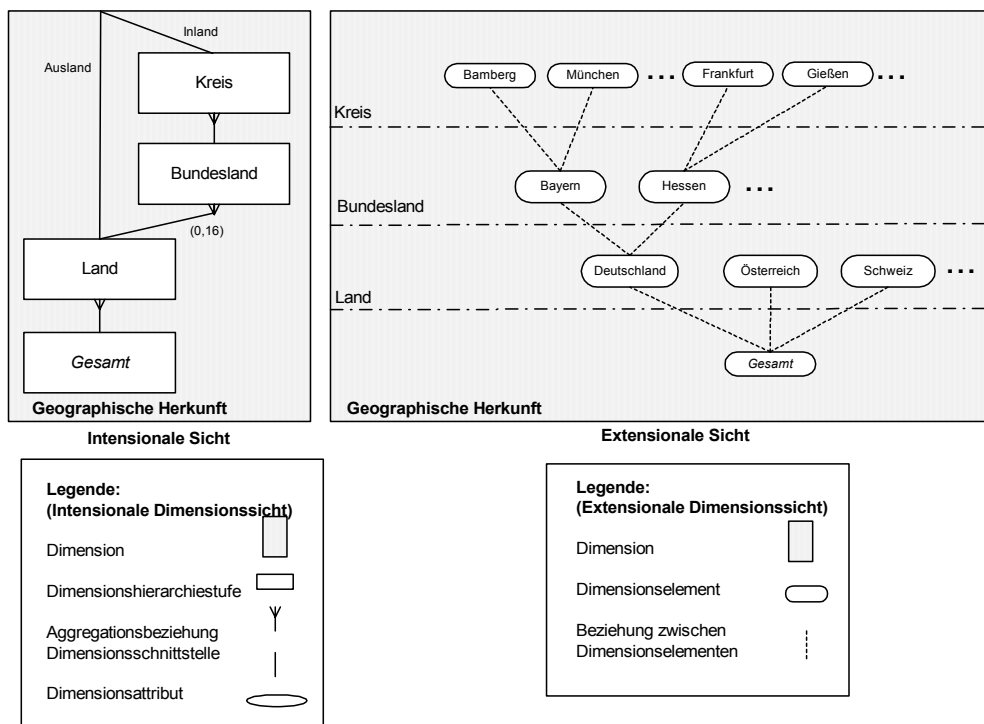 Inland
Ausland
Kreis
Bundesland
(0,16)
Land
Gesamt
Geographische Herkunft
Intensionale Sicht
Bamberg
München
...
Frankfurt
Gießen
...
Kreis
Bayern
Hessen
...
Bundesland
Deutschland
Österreich
Schweiz
...
Land
Gesamt
Geographische Herkunft
Extensionale Sicht
Legende:
(Intensionale Dimensionssicht)
Dimension
Dimensionshierarchiestufe
Aggregationsbeziehung
Dimensionsschnittstelle
Dimensionsattribut
Legende:
(Extensionale Dimensionssicht)
Dimension
Dimensionselement
Beziehung zwischen
Dimensionselementen